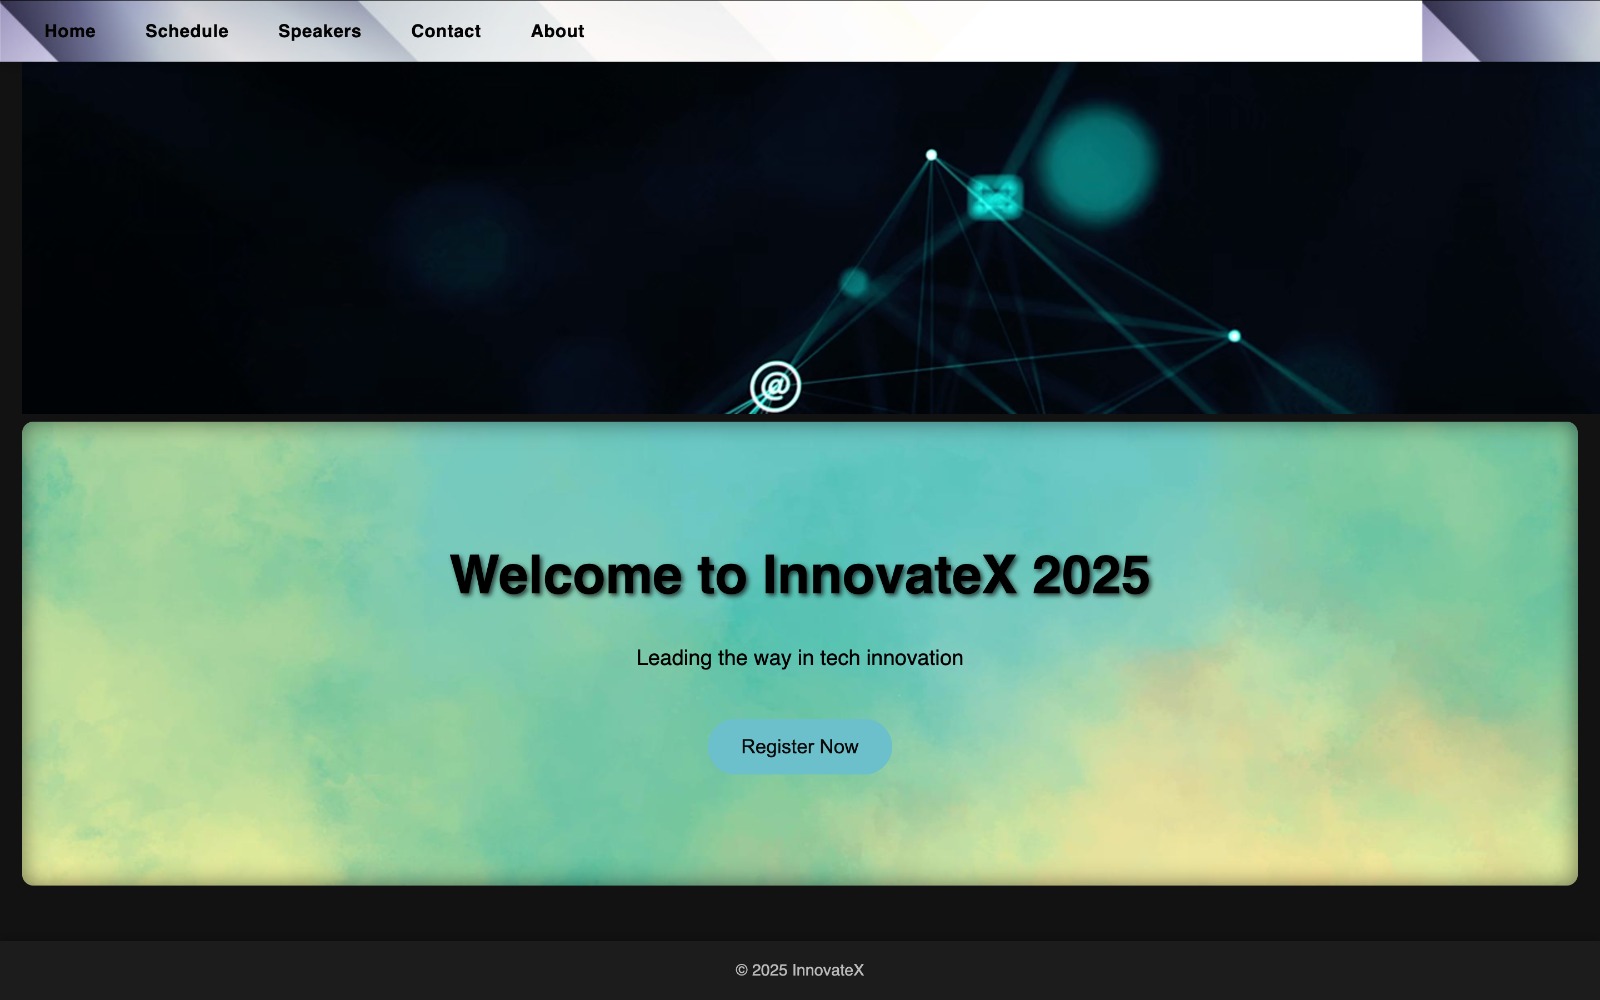 Home Schedule Speakers Contact About
@
Welcome to InnovateX 2025
Leading the way in tech innovation
Register Now
© 2025 InnovateX